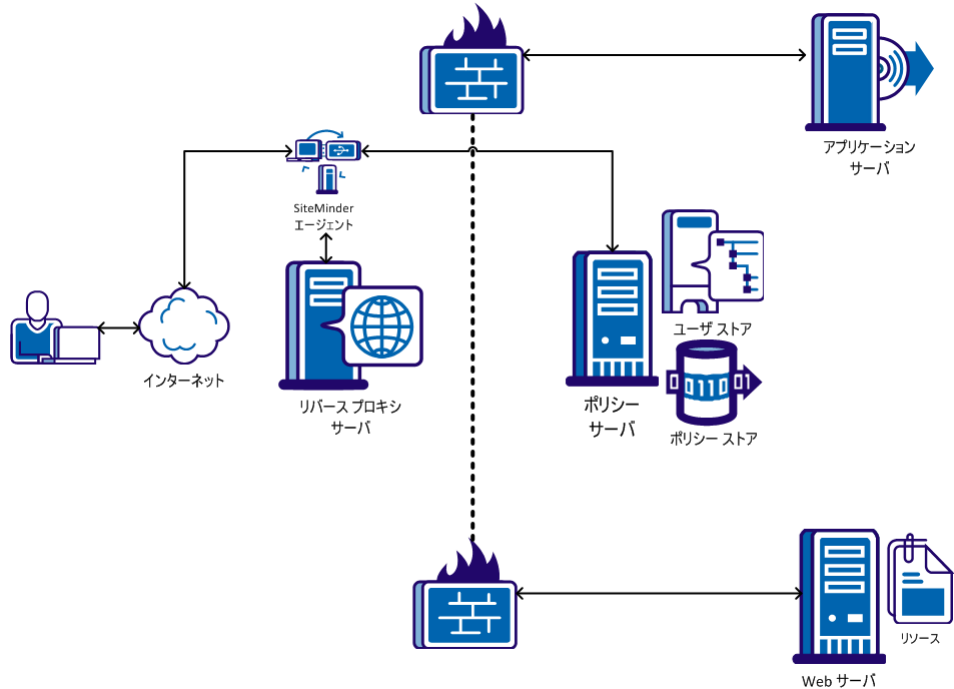 アプリケーション
サーバ
SiteMinder
エージェント
ユーザ ストア
インターネット
リバース プロキシ
サーバ
ポリシー
サーバ
0 110 01
ポリシー ストア
リソース
Web サーバ